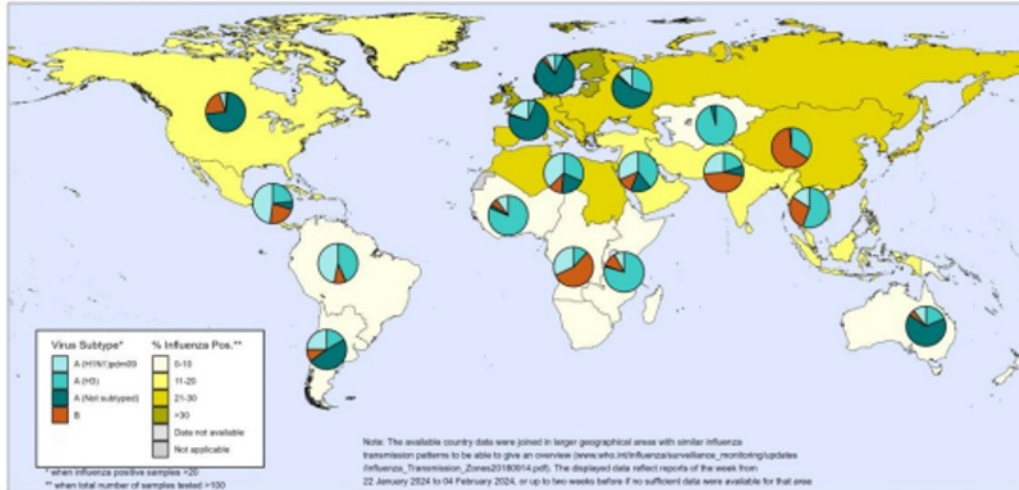 Virus Subtype*
A (H1N1)pdm09
A (H3)
A (Not subtyped)
B
% Influenza Pos.**
0-10
11-20
21-30
>30
Data not available
Not applicable
* when influenza positive samples >20
** when total number of samples tested >100
Note: The available country data were joined in larger geographical areas with similar influenza
transmission patterns to be able to give an overview (www.who.int/influenza/surveillance_monitoring/updates
/Influenza_Transmission_Zones20180914.pdf). The displayed data reflect reports of the week from
22 January 2024 to 04 February 2024, or up to two weeks before if no sufficient data were available for that area